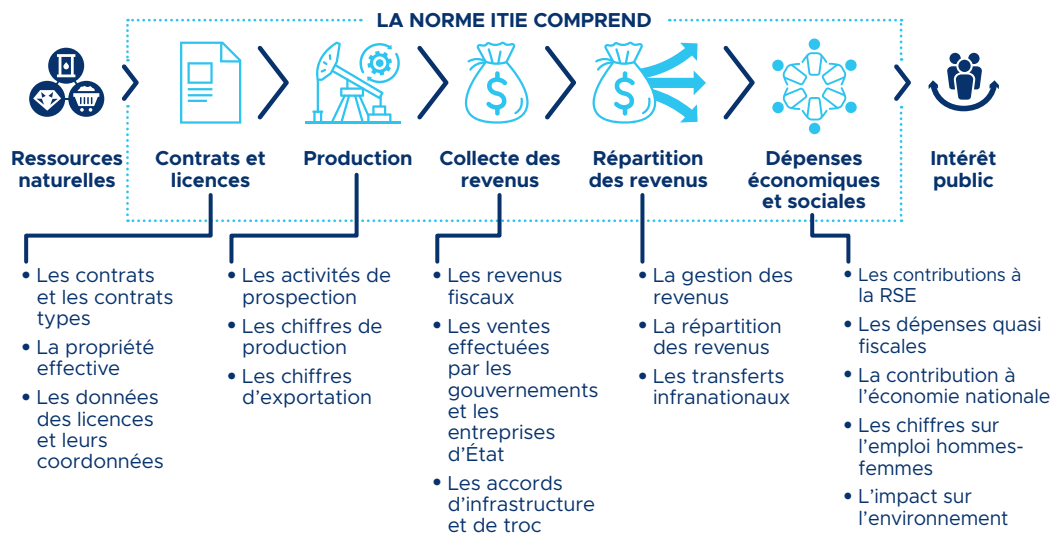 LA NORME ITIE COMPREND
Ressources
naturelles
Contrats et
licences
Production
Collecte des
revenus
Répartition
des revenus
Dépenses
économiques
et sociales
Intérêt
public
• Les contrats
et les contrats
types
• La propriété
effective
• Les données
des licences
et leurs
coordonnées
• Les activités de
prospection
• Les chiffres de
production
• Les chiffres
d'exportation
• Les revenus
fiscaux
• Les ventes
effectuées
par les
gouvernements
et les
entreprises
d'État
• Les accords
d'infrastructure
et de troc
• La gestion des
revenus
• La répartition
des revenus
• Les transferts
infranationaux
• Les contributions à
la RSE
• Les dépenses quasi
fiscales
• La contribution à
l'économie nationale
• Les chiffres sur
l'emploi hommes-
femmes
• L'impact sur
l'environnement